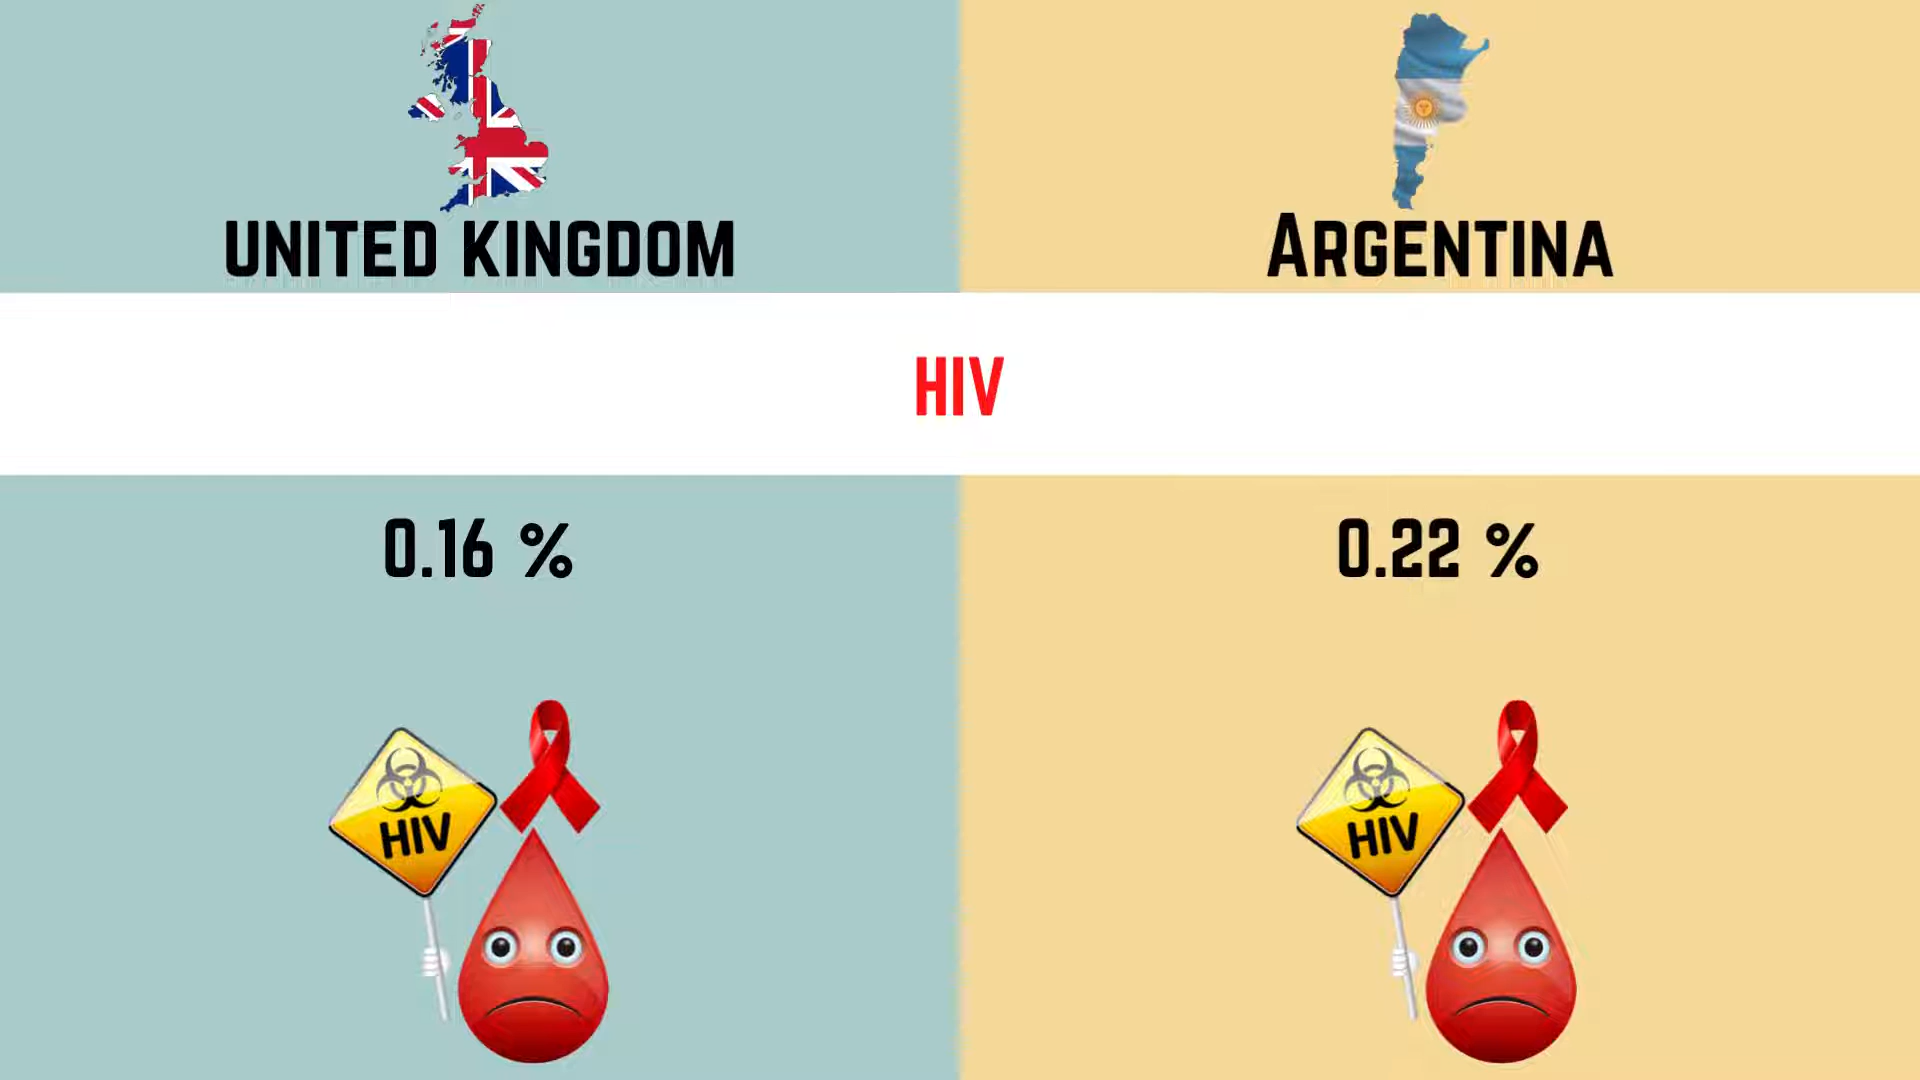 UNITED KINGDOM
ARGENTINA
HIV
0.16 %
0.22 %
HIV
HIV